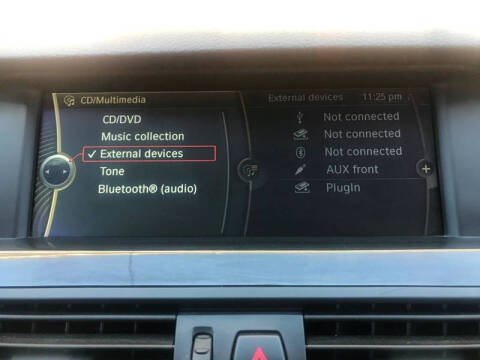 CD/Multimedia
External devices 11:25 pm
CD/DVD
Music collection
✓ External devices
Tone
Bluetooth® (audio)
Not connected
Not connected
Not connected
AUX front
PlugIn